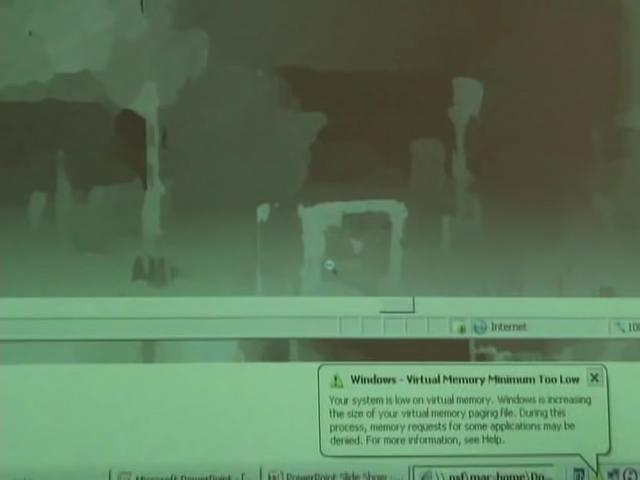 Internet
Windows - Virtual Memory Minimum Too Low
Your system is low on virtual memory. Windows is increasing
the size of your virtual memory paging file. During this
process, memory requests for some applications may be
denied. For more information, see Help.
Microsoft PowerPoint - [
PowerPoint Slide Show